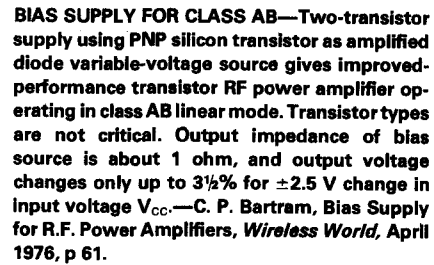 BIAS SUPPLY FOR CLASS AB—Two-transistor
supply using PNP silicon transistor as amplified
diode variable-voltage source gives improved-
performance transistor RF power amplifier op-
erating in class AB linear mode. Transistor types
are not critical. Output impedance of bias
source is about 1 ohm, and output voltage
changes only up to 3½% for ±2.5 V change in
input voltage V_CC.—C. P. Bartram, Bias Supply
for R.F. Power Amplifiers, Wireless World, April
1976, p 61.